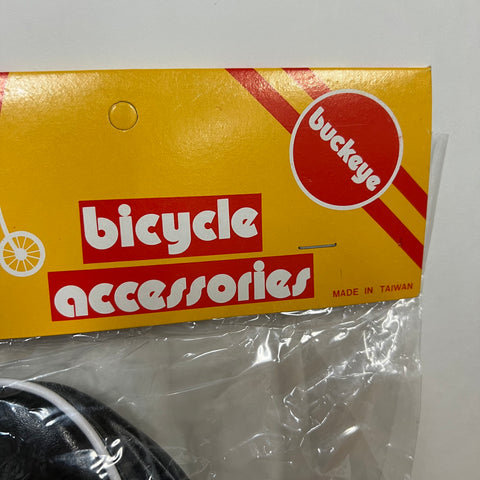 buckeye
bicycle
accessories
MADE IN TAIWAN